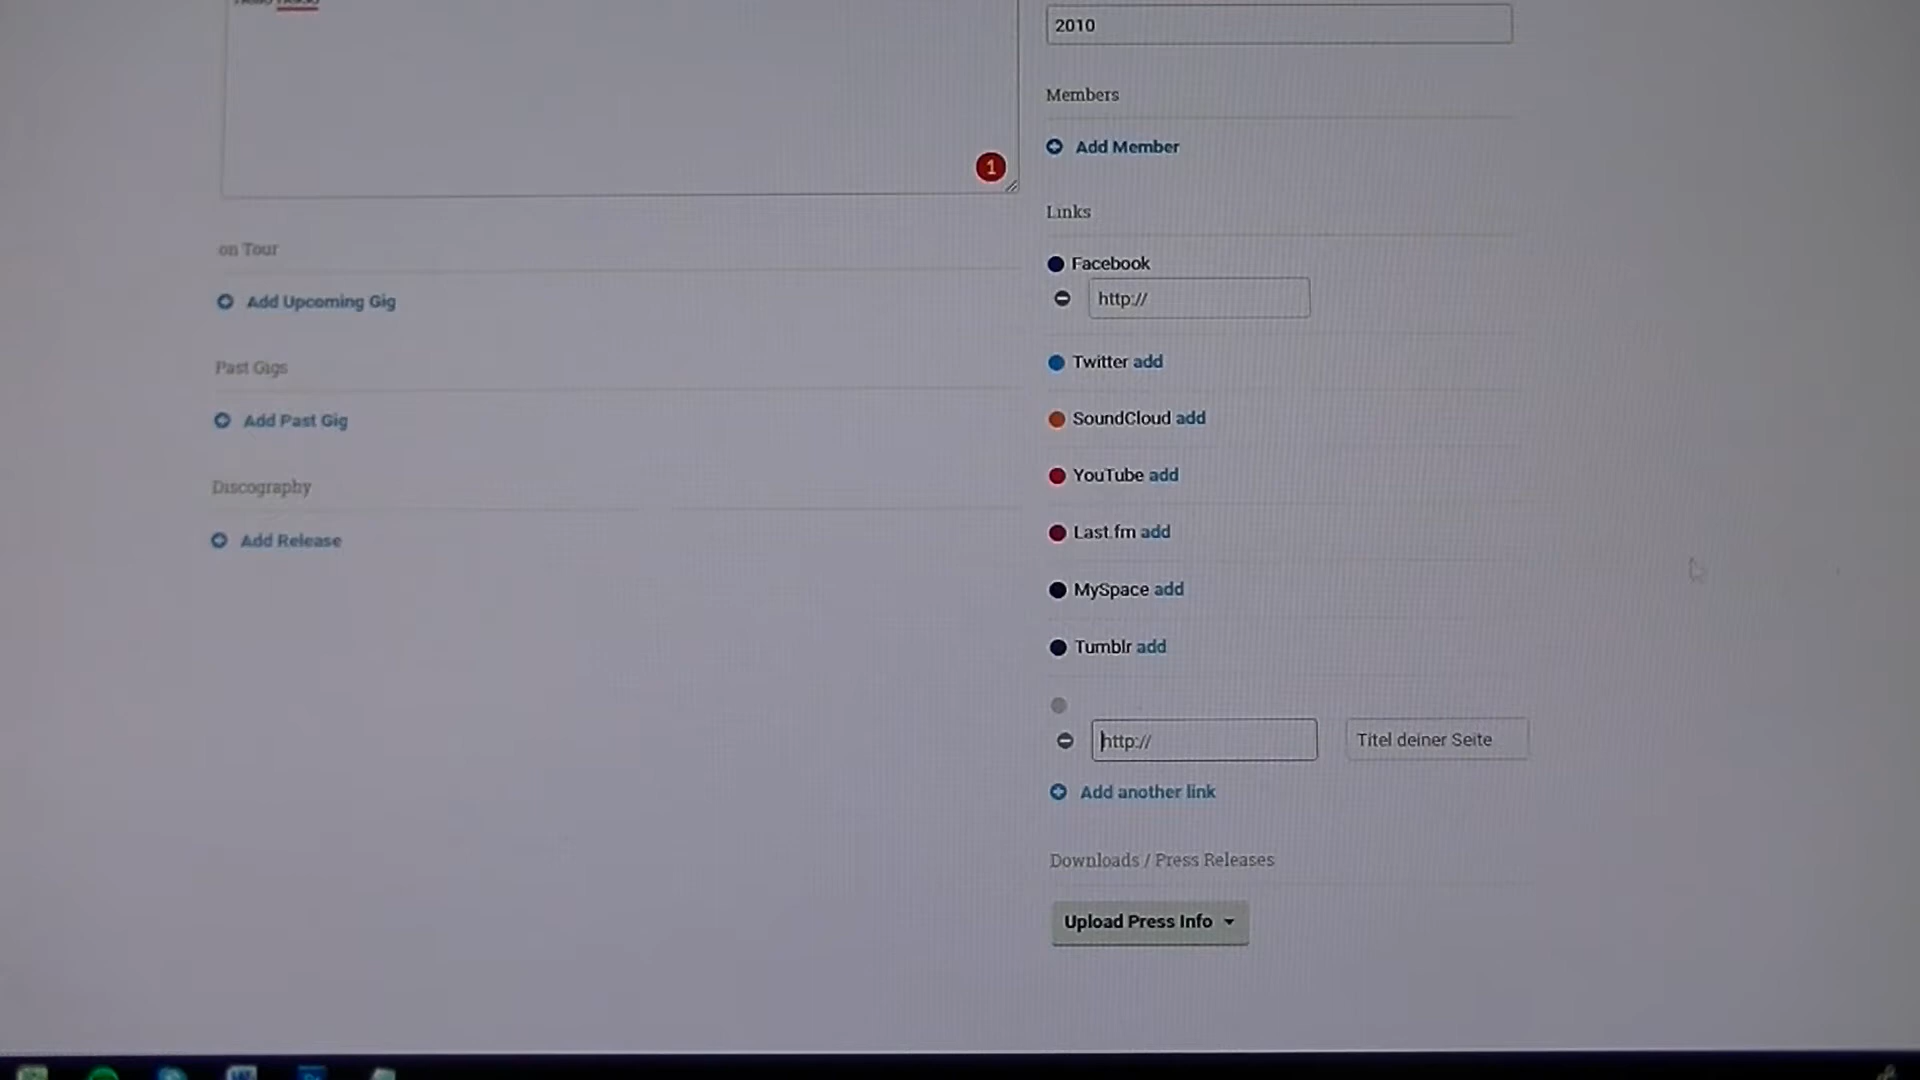 2010
Members
Add Member
1
Links
on Tour
Facebook
http://
Add Upcoming Gig
Twitter add
Past Gigs
SoundCloud add
Add Past Gig
YouTube add
Discography
Last.fm add
Add Release
MySpace add
Tumblr add
http://
Titel deiner Seite
Add another link
Downloads / Press Releases
Upload Press Info